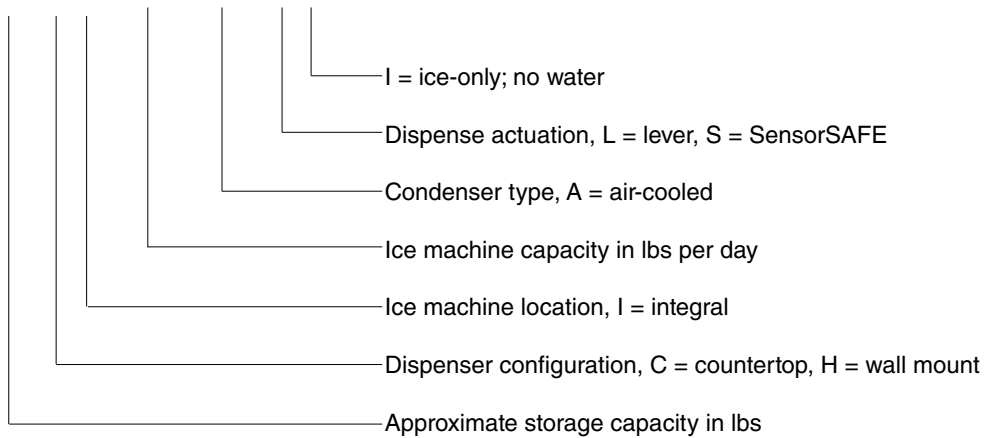 I = ice-only; no water
Dispense actuation, L = lever, S = SensorSAFE
Condenser type, A = air-cooled
Ice machine capacity in lbs per day
Ice machine location, I = integral
Dispenser configuration, C = countertop, H = wall mount
Approximate storage capacity in lbs